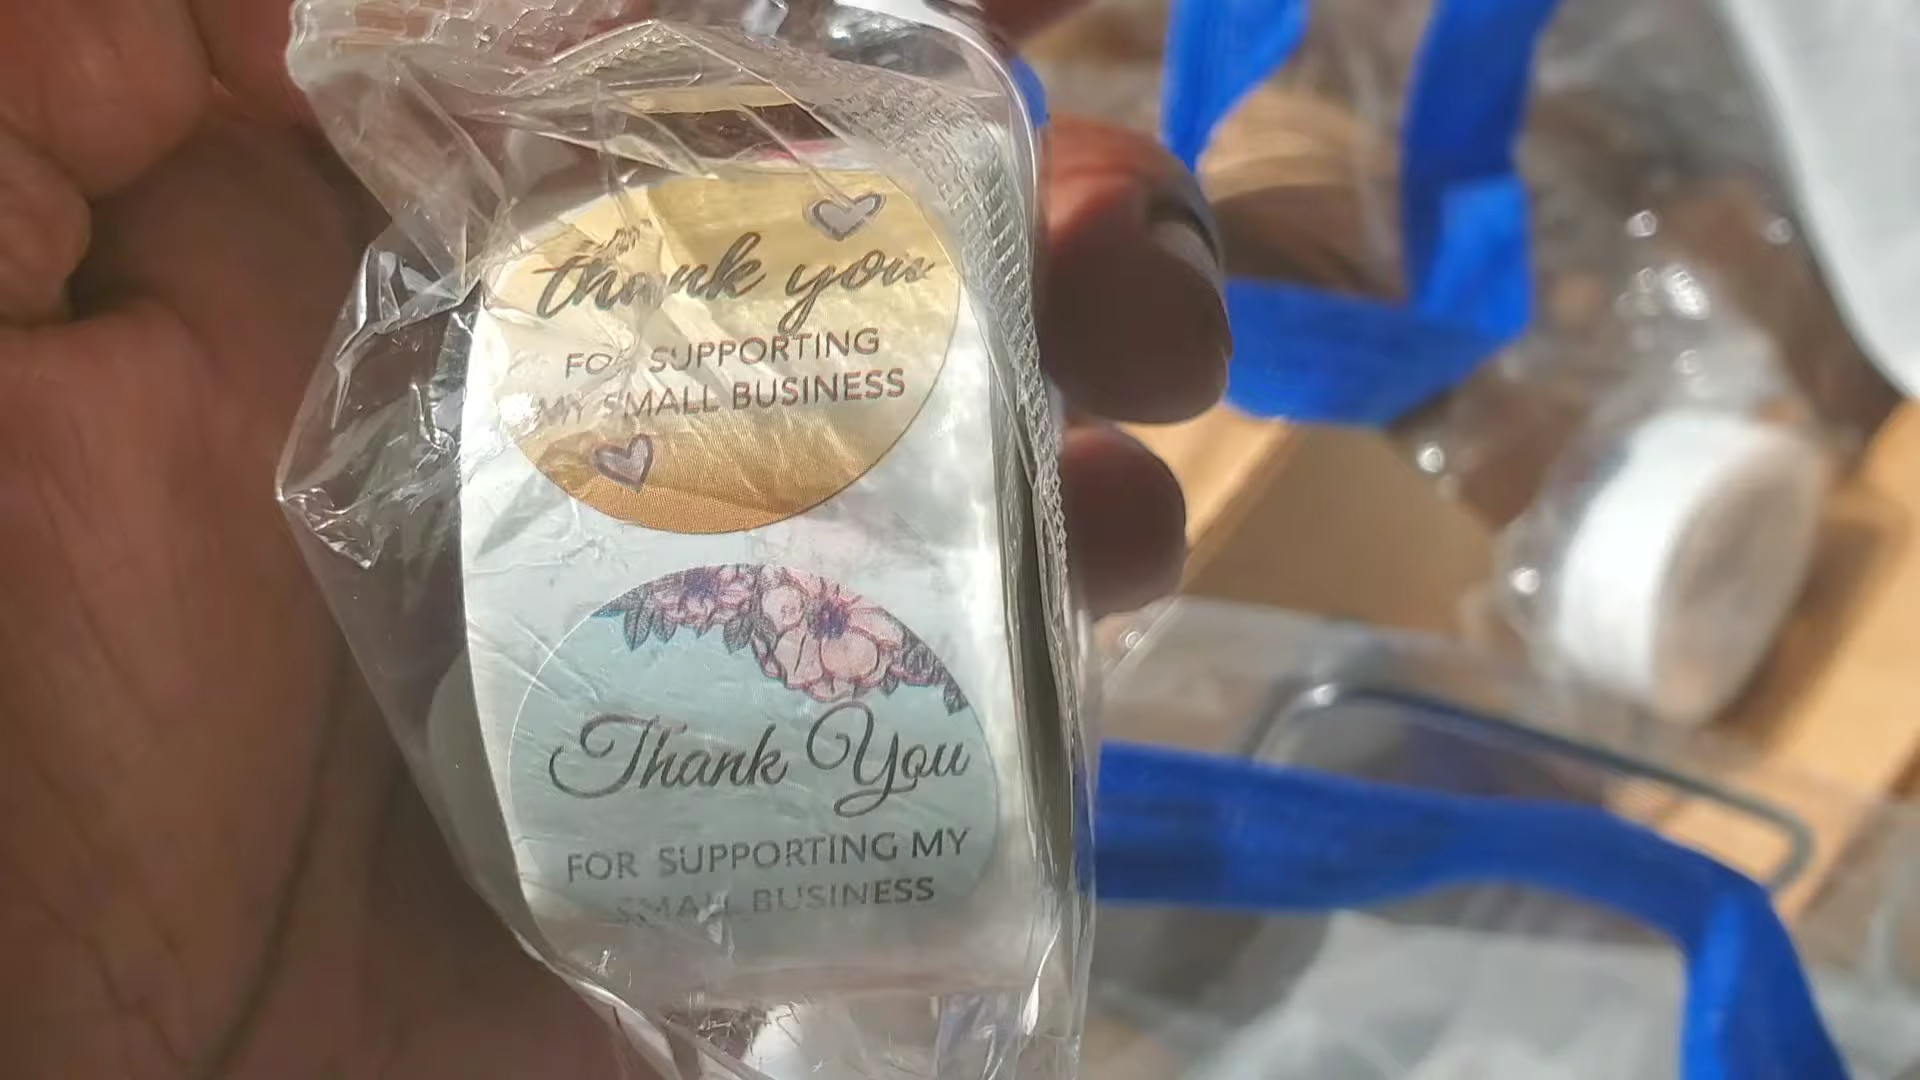 thank you
FOR SUPPORTING
MY SMALL BUSINESS
Thank You
FOR SUPPORTING MY
SMALL BUSINESS